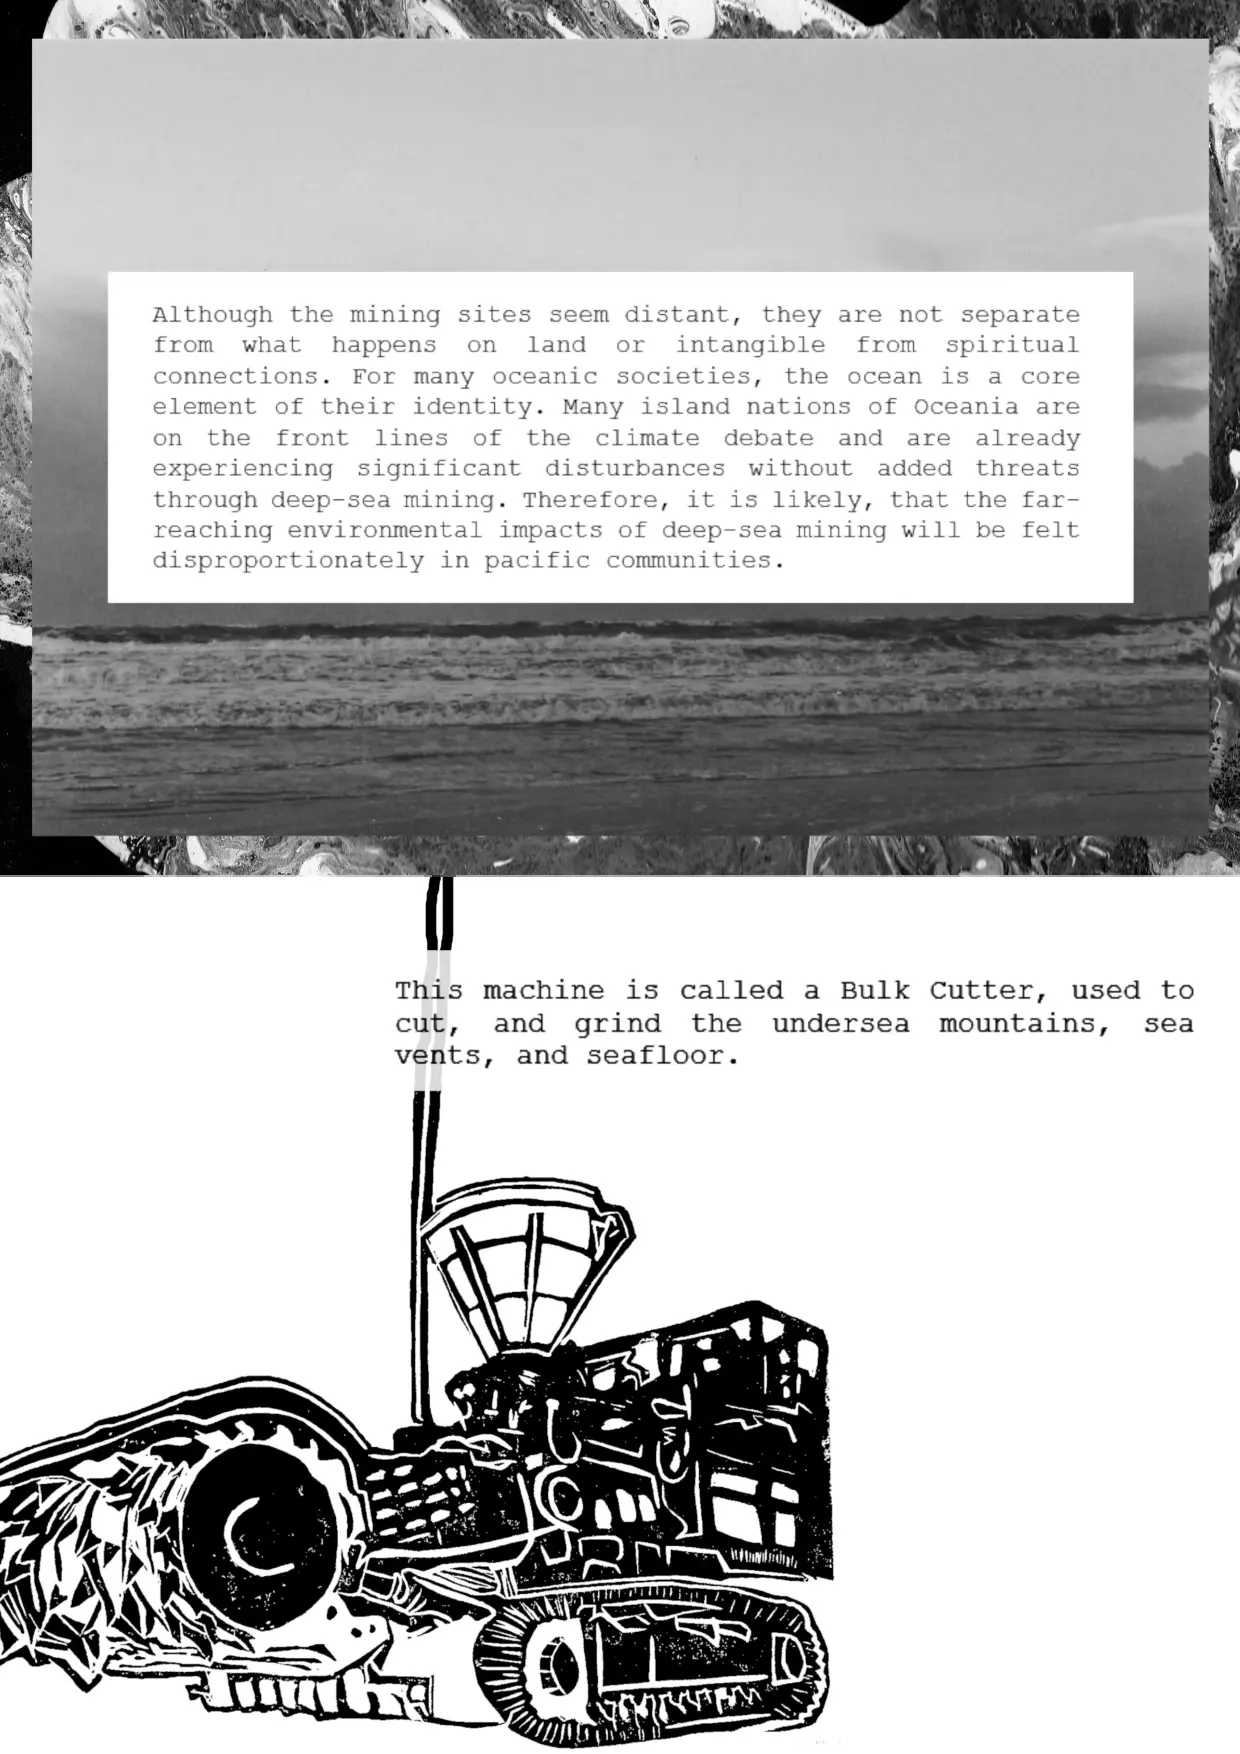 Although the mining sites seem distant, they are not separate
from what happens on land or intangible from spiritual
connections. For many oceanic societies, the ocean is a core
element of their identity. Many island nations of Oceania are
on the front lines of the climate debate and are already
experiencing significant disturbances without added threats
through deep-sea mining. Therefore, it is likely, that the far-
reaching environmental impacts of deep-sea mining will be felt
disproportionately in pacific communities.
This machine is called a Bulk Cutter, used to
cut, and grind the undersea mountains, sea
vents, and seafloor.